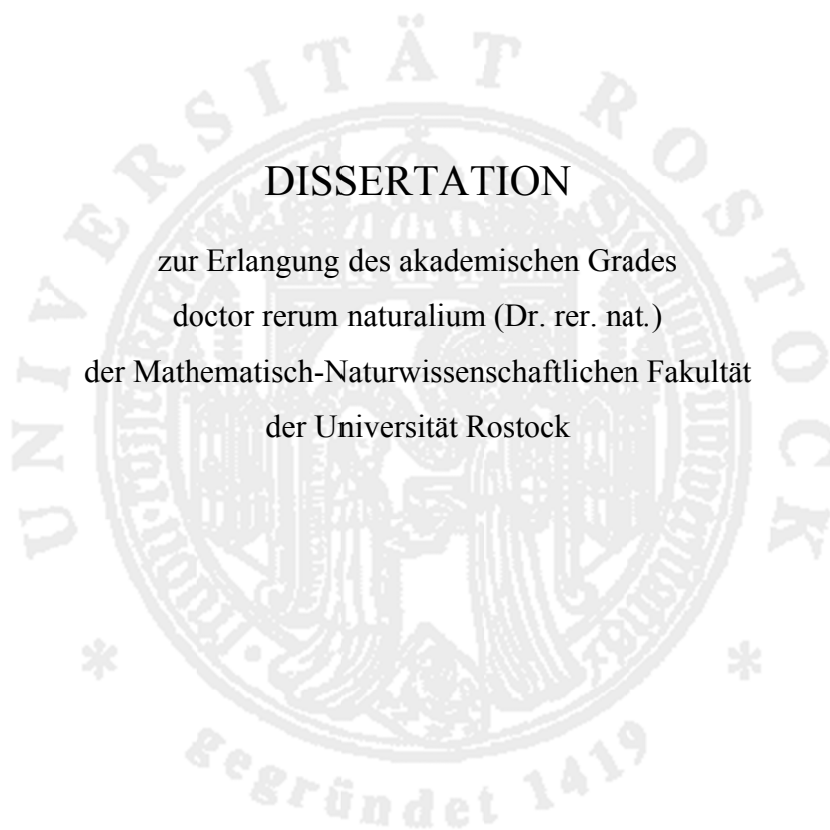 UNIVERSITÄT ROSTOCK
DISSERTATION
zur Erlangung des akademischen Grades
doctor rerum naturalium (Dr. rer. nat.)
der Mathematisch-Naturwissenschaftlichen Fakultät
der Universität Rostock
* gegründet 1419 *